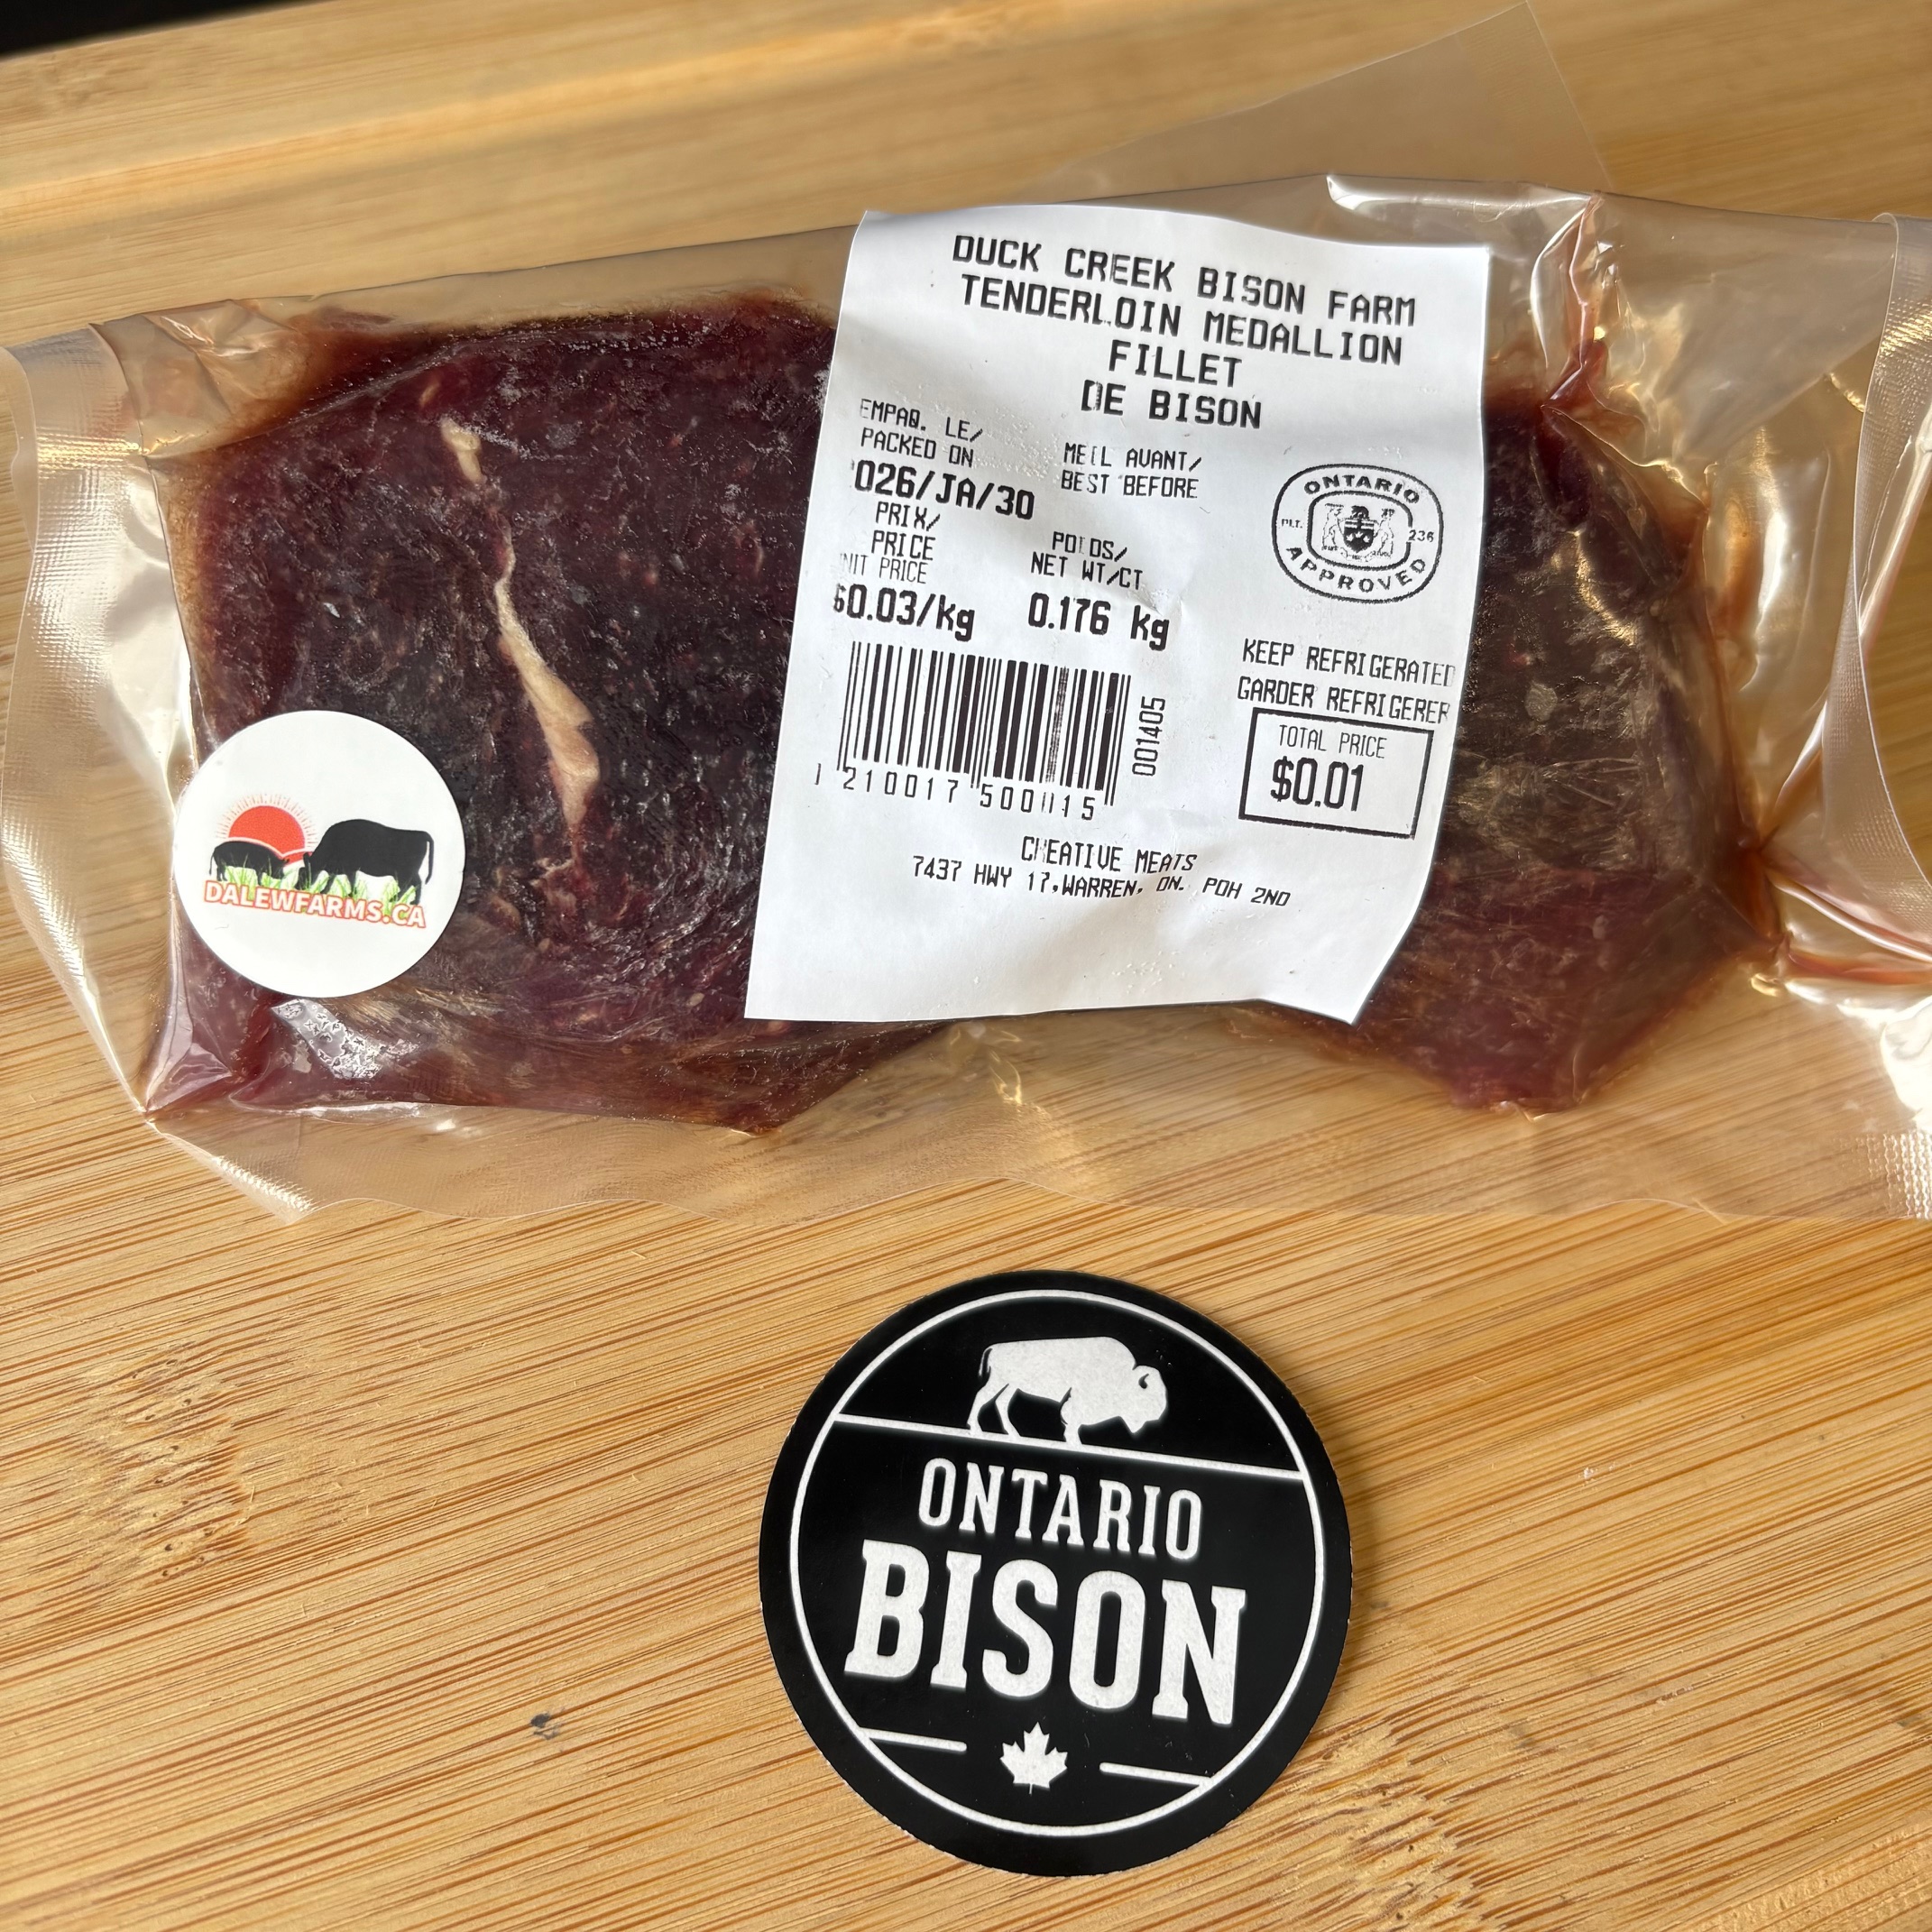 DUCK CREEK BISON FARM
TENDERLOIN MEDALLION
FILLET
DE BISON
EMPAQ. LE/
PACKED ON
026/JA/30
MEIL AVANT/
BEST BEFORE
PRIX/
PRICE
NIT PRICE
$0.03/kg
POIDS/
NET WT/CT
0.176 kg
ONTARIO
PLT. 236
APPROVED
KEEP REFRIGERATED
GARDER REFRIGERER
TOTAL PRICE
$0.01
001405
1 210017 500015
CREATIVE MEATS
7437 HWY 17,WARREN, ON. P0H 2N0
DALEWFARMS.CA
ONTARIO
BISON